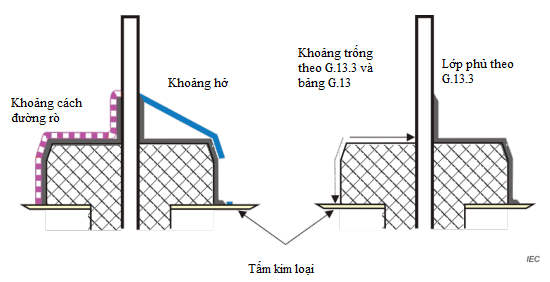 Khoảng trống
theo G.13.3 và
bảng G.13
Lớp phủ theo
G.13.3
Khoảng hở
Khoảng cách
đường rò
Tấm kim loại
IEC